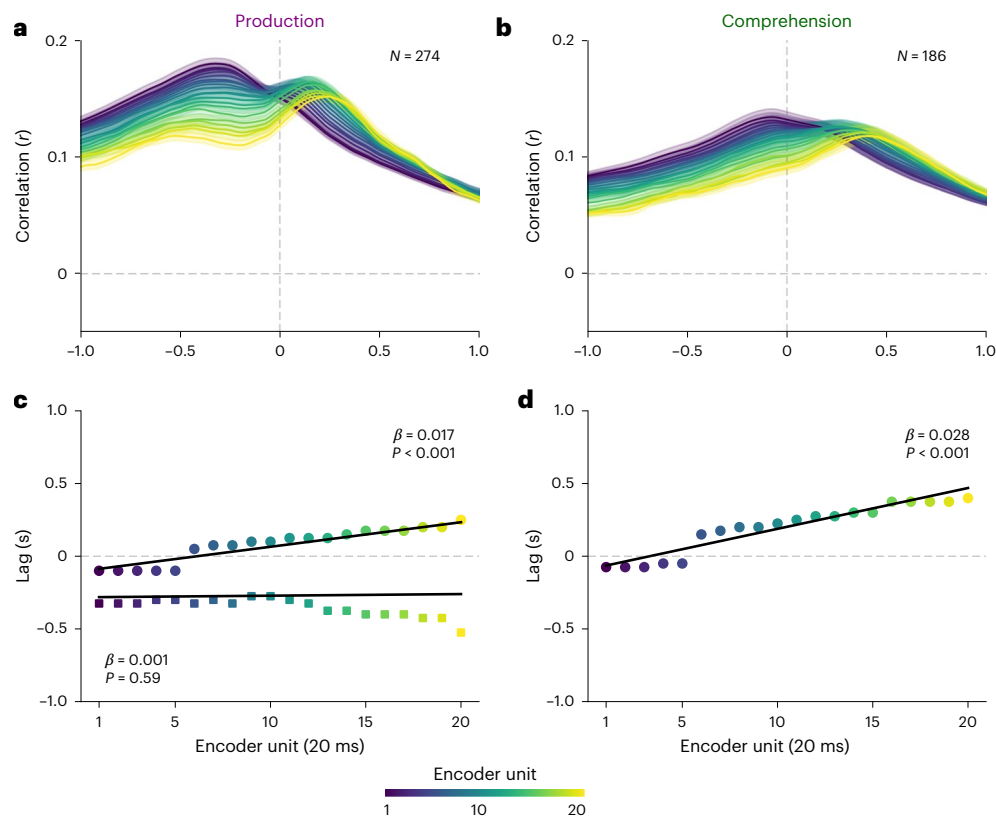 a
Production
b
Comprehension
0.2
N = 274
0.1
0
Correlation (r)
−1.0 −0.5 0 0.5 1.0
0.2
N = 186
0.1
0
Correlation (r)
−1.0 −0.5 0 0.5 1.0
c
1.0
0.5
0
−0.5
−1.0
Lag (s)
β = 0.017
P < 0.001
β = 0.001
P = 0.59
1 5 10 15 20
Encoder unit (20 ms)
d
1.0
0.5
0
−0.5
−1.0
Lag (s)
β = 0.028
P < 0.001
1 5 10 15 20
Encoder unit (20 ms)
Encoder unit
1 10 20